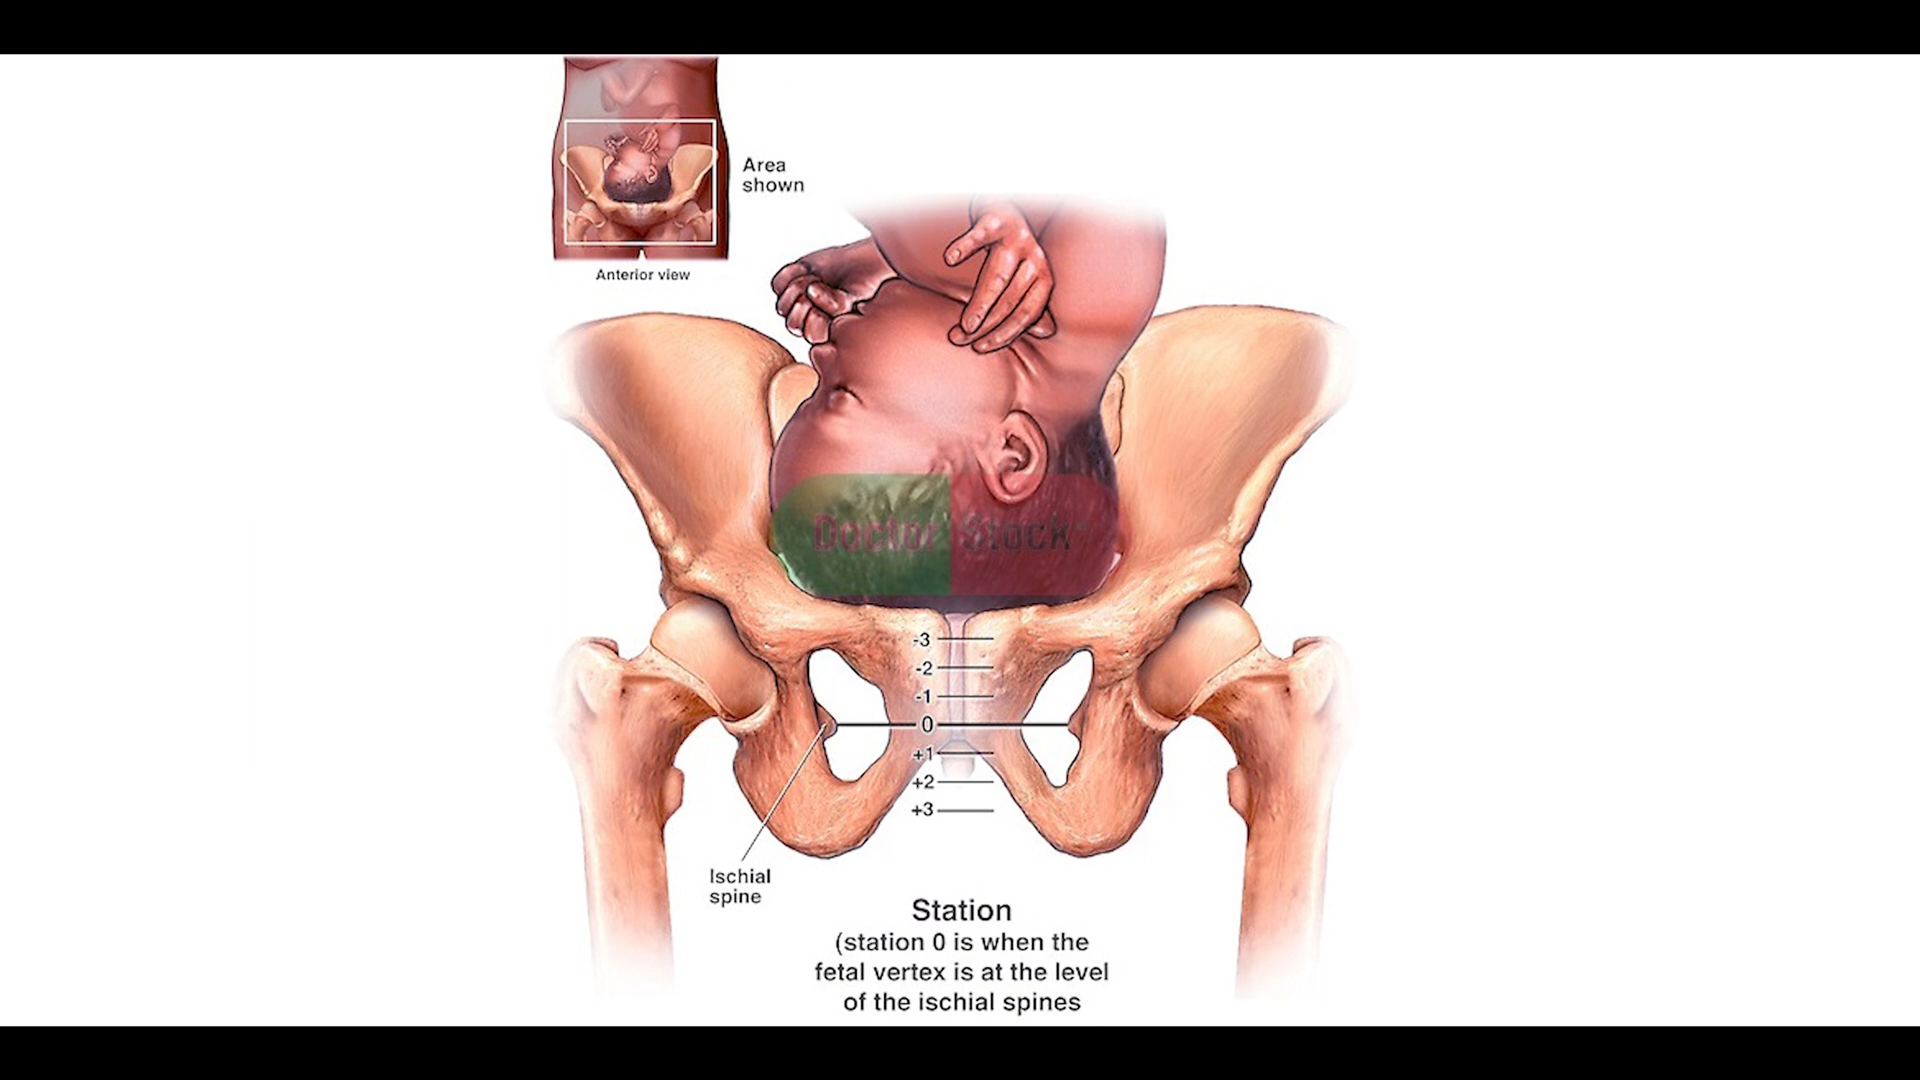 Area
shown
Anterior view
Doctor Stock
-3
-2
-1
0
+1
+2
+3
Ischial
spine
Station
(station 0 is when the
fetal vertex is at the level
of the ischial spines